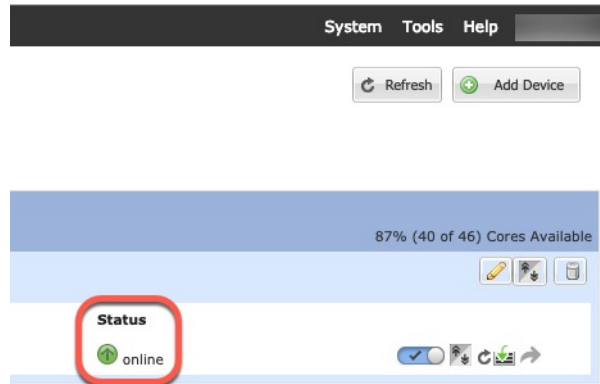 System Tools Help
Refresh Add Device
87% (40 of 46) Cores Available
Status
online